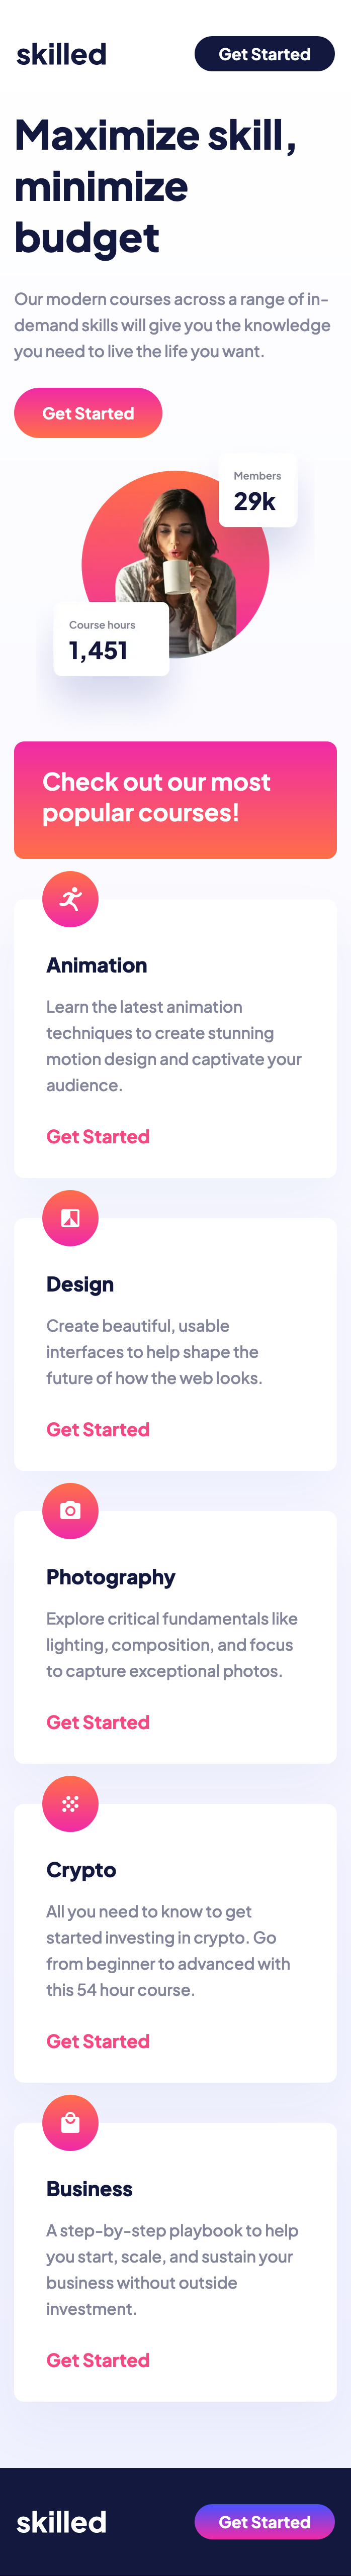 skilled
Get Started
Maximize skill,
minimize
budget
Our modern courses across a range of in-
demand skills will give you the knowledge
you need to live the life you want.
Get Started
Members
29k
Course hours
1,451
Check out our most
popular courses!
Animation
Learn the latest animation
techniques to create stunning
motion design and captivate your
audience.
Get Started
Design
Create beautiful, usable
interfaces to help shape the
future of how the web looks.
Get Started
Photography
Explore critical fundamentals like
lighting, composition, and focus
to capture exceptional photos.
Get Started
Crypto
All you need to know to get
started investing in crypto. Go
from beginner to advanced with
this 54 hour course.
Get Started
Business
A step-by-step playbook to help
you start, scale, and sustain your
business without outside
investment.
Get Started
skilled
Get Started